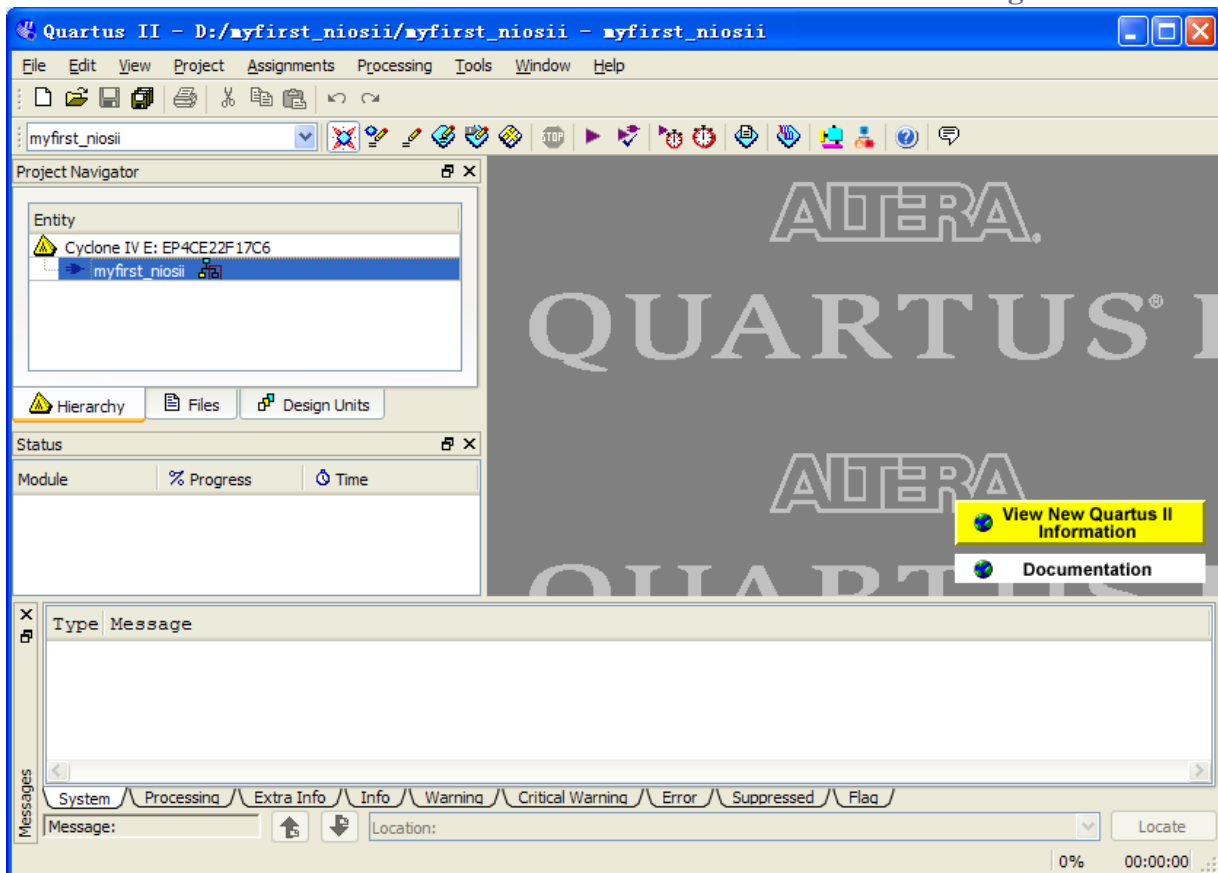 Quartus II - D:/myfirst_niosii/myfirst_niosii - myfirst_niosii
File Edit View Project Assignments Processing Tools Window Help
myfirst_niosii
STOP
Project Navigator
Entity
Cyclone IV E: EP4CE22F17C6
myfirst_niosii
Hierarchy Files Design Units
Status
Module % Progress Time
ALTERA.
QUARTUS® I
ALTERA
QUARTUS I
View New Quartus II
Information
Documentation
Type Message
Messages
System Processing Extra Info Info Warning Critical Warning Error Suppressed Flag
Message: Location: Locate
0% 00:00:00